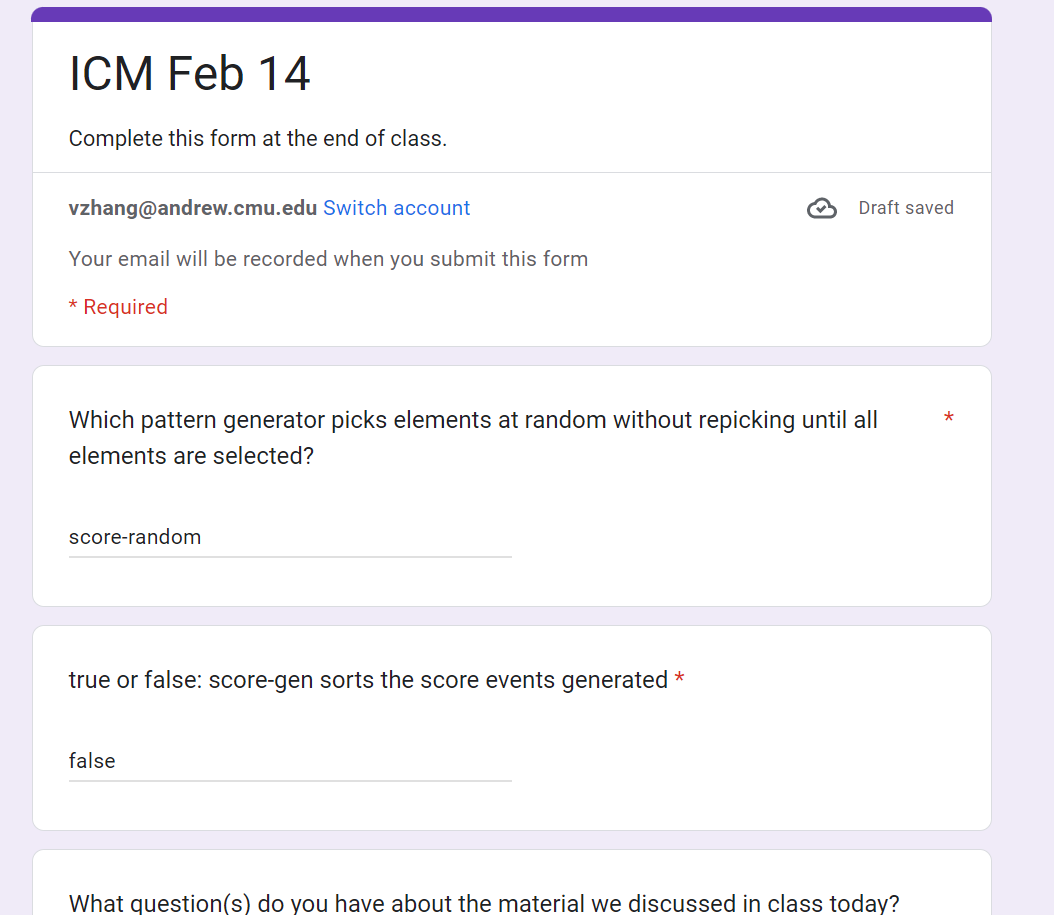 ICM Feb 14
Complete this form at the end of class.
vzhang@andrew.cmu.edu Switch account
Draft saved
Your email will be recorded when you submit this form
* Required
Which pattern generator picks elements at random without repicking until all *
elements are selected?
score-random
true or false: score-gen sorts the score events generated *
false
What question(s) do you have about the material we discussed in class today?